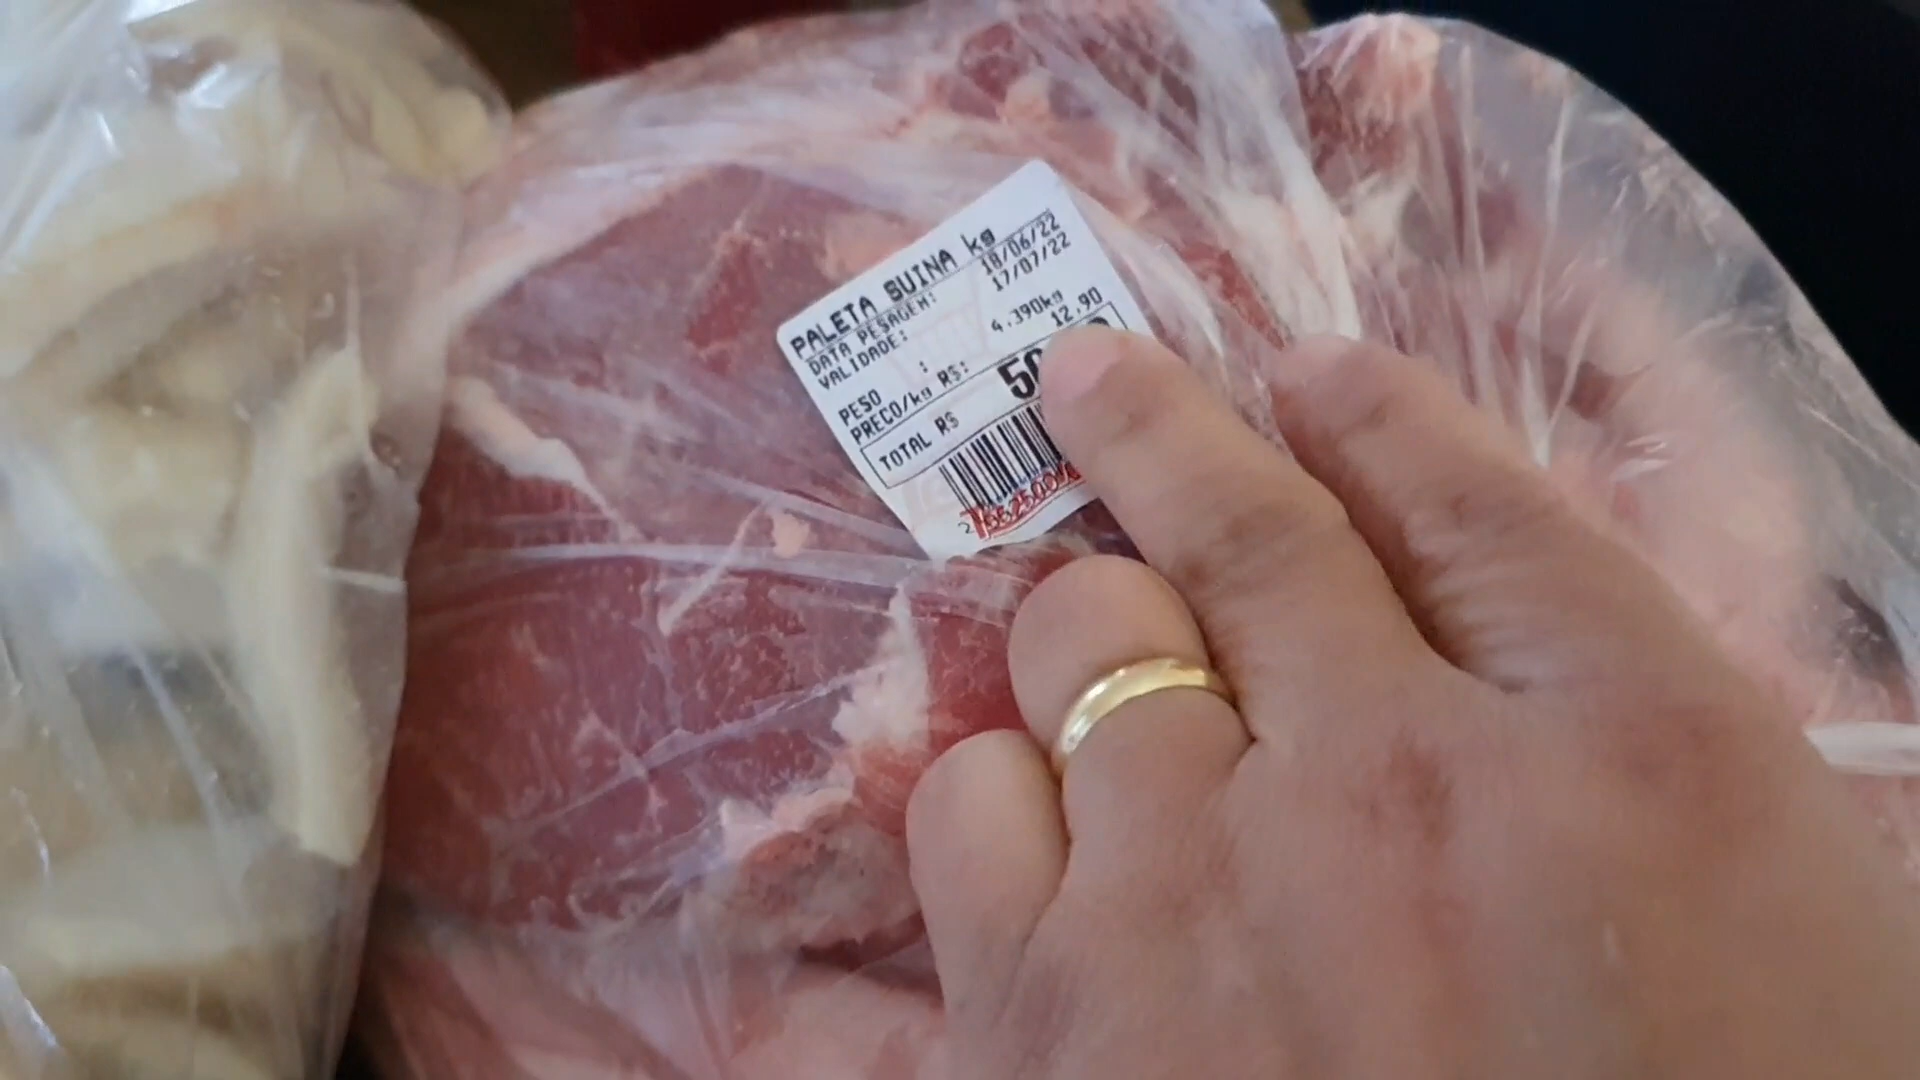 PALETA SUINA kg
DATA PESAGEM: 18/06/22
VALIDADE: 17/07/22
PESO : 4.390kg
PRECO/kg R$: 12.90
TOTAL R$ 5